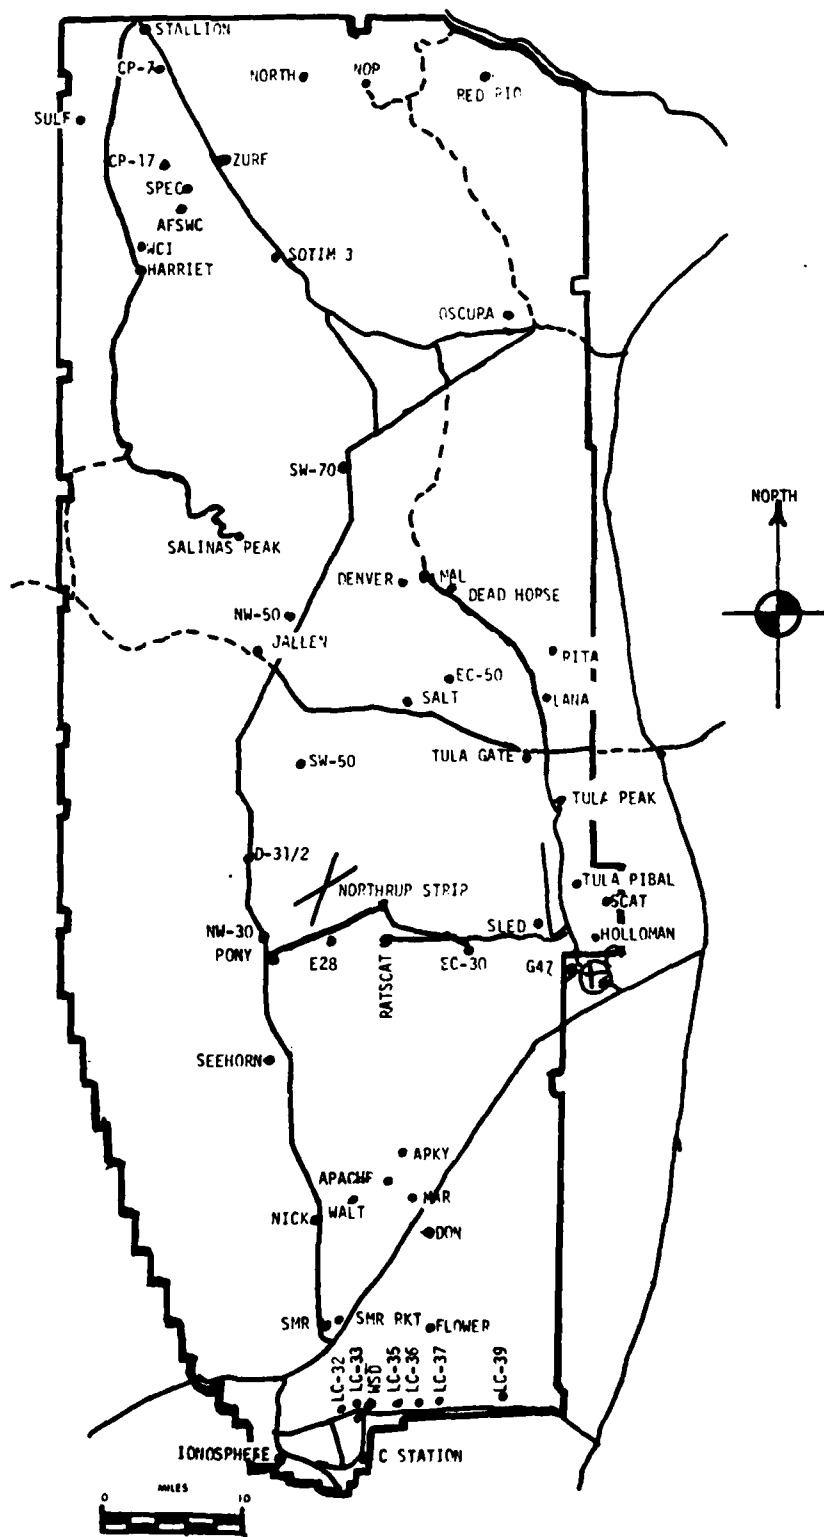 STALLION
CP-7
NORTH
NOP
RED RIO
SULF
CP-17
ZURF
SPEC
AFSWC
WCI
HARRIET
SOTIM 3
OSCURA
SW-70
NORTH
SALINAS PEAK
DENVER
MAL
DEAD HORSE
NW-50
JALLEN
RITA
EC-50
SALT
LANA
SW-50
TULA GATE
TULA PEAK
D-31/2
TULA PIBAL
NORTHRUP STRIP
SCAT
SLED
NW-30
HOLLOMAN
PONY
E28
RATSCAT
EC-30
G47
SEEHORN
APKY
APACHE
MAR
WALT
NICK
DON
SMR
SMR RKT
FLOWER
LC-32
LC-33
WSD
LC-35
LC-36
LC-37
LC-39
IONOSPHERE
C STATION
MILES
0 10